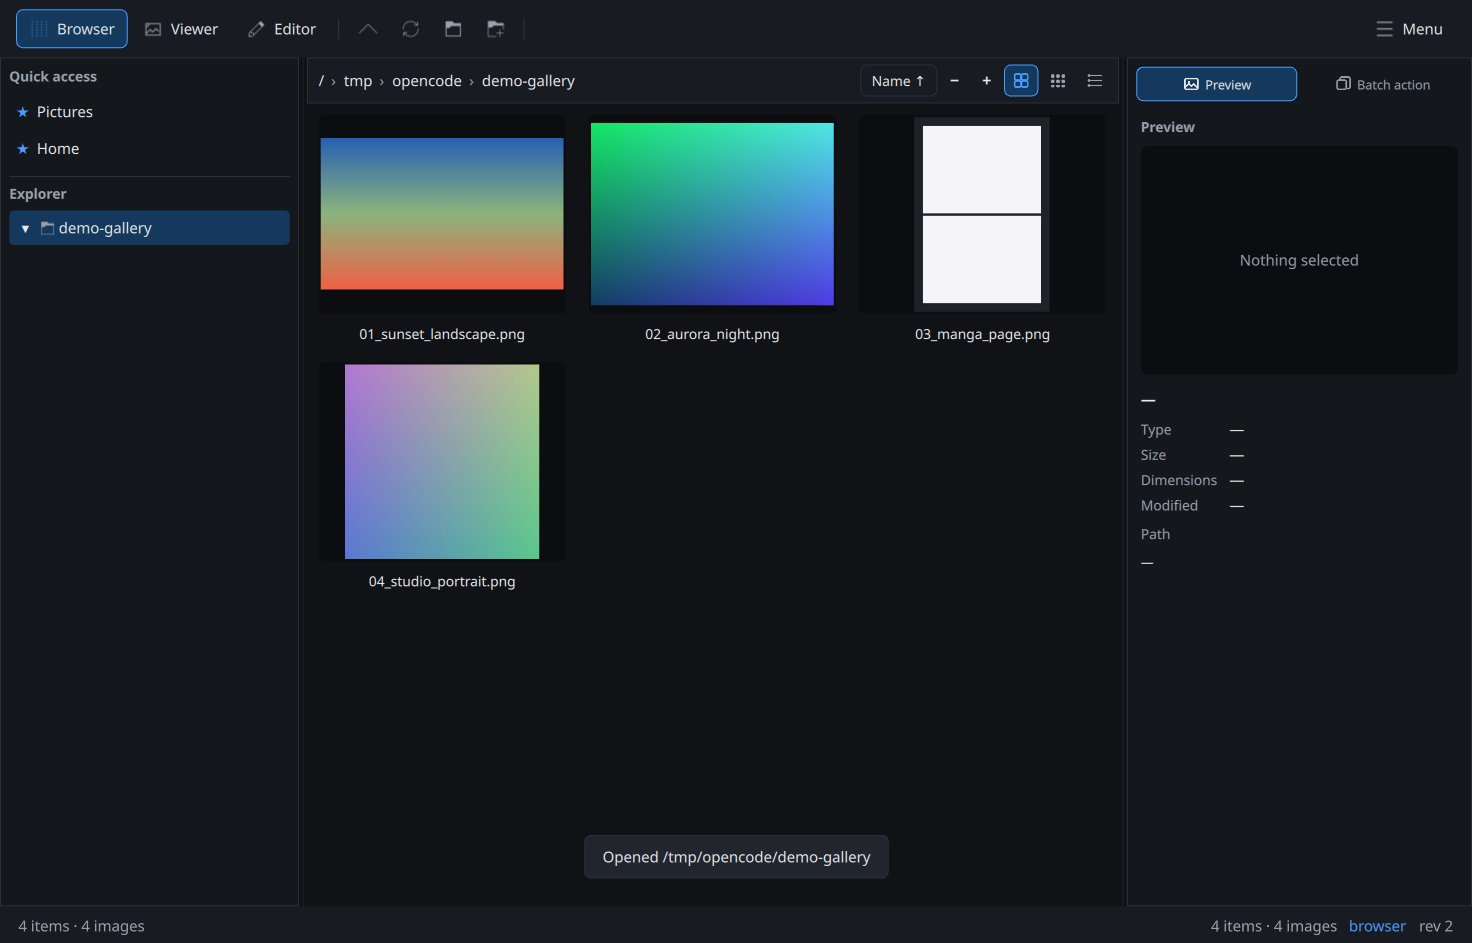 Browser Viewer Editor Menu
Quick access
★ Pictures
★ Home
Explorer
▾ demo-gallery
/ › tmp › opencode › demo-gallery Name ↑ − +
01_sunset_landscape.png 02_aurora_night.png 03_manga_page.png
04_studio_portrait.png
Opened /tmp/opencode/demo-gallery
Preview Batch action
Preview
Nothing selected
—
Type —
Size —
Dimensions —
Modified —
Path
—
4 items · 4 images 4 items · 4 images browser rev 2